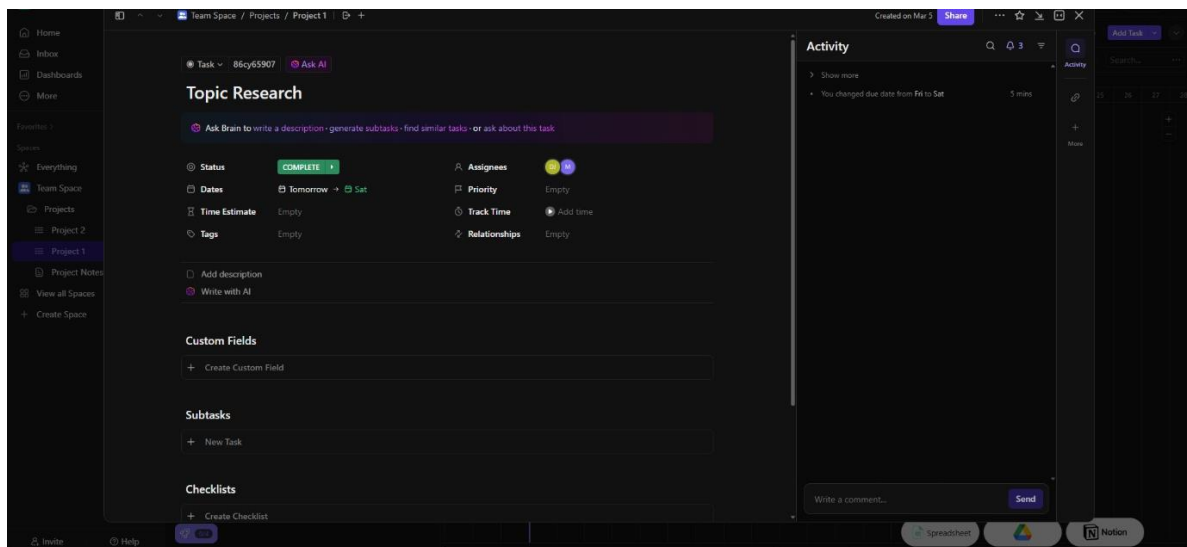 Team Space / Projects / Project 1
Created on Mar 5
Share
Home
Inbox
Dashboards
More
Favorites
Spaces
Everything
Team Space
Projects
Project 2
Project 1
Project Notes
View all Spaces
Create Space
Invite
Help
Task 86cy65907 Ask AI
Topic Research
Ask Brain to write a description · generate subtasks · find similar tasks · or ask about this task
Status COMPLETE Assignees
Dates Tomorrow → Sat Priority Empty
Time Estimate Empty Track Time Add time
Tags Empty Relationships Empty
Add description
Write with AI
Custom Fields
+ Create Custom Field
Subtasks
+ New Task
Checklists
+ Create Checklist
Activity 3
Show more
You changed due date from Fri to Sat 5 mins
Write a comment...
Send
Activity
More
Add Task
Search...
25 26 27 28
Spreadsheet
Notion